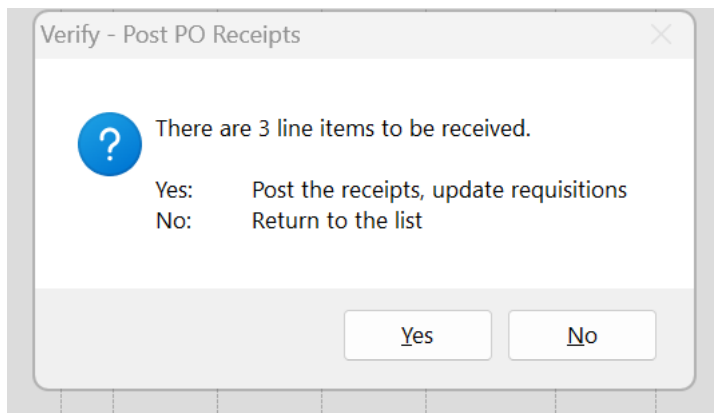 Verify - Post PO Receipts
?
There are 3 line items to be received.
Yes: Post the receipts, update requisitions
No: Return to the list
Yes No